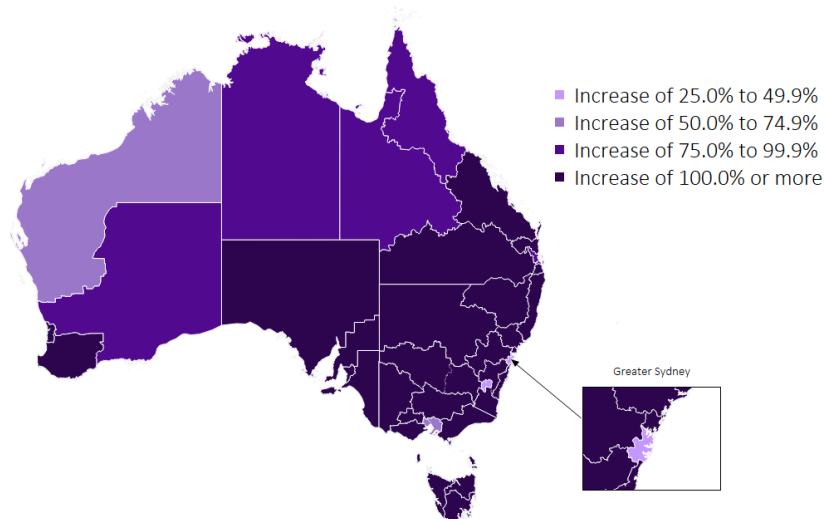 Increase of 25.0% to 49.9%
Increase of 50.0% to 74.9%
Increase of 75.0% to 99.9%
Increase of 100.0% or more
Greater Sydney